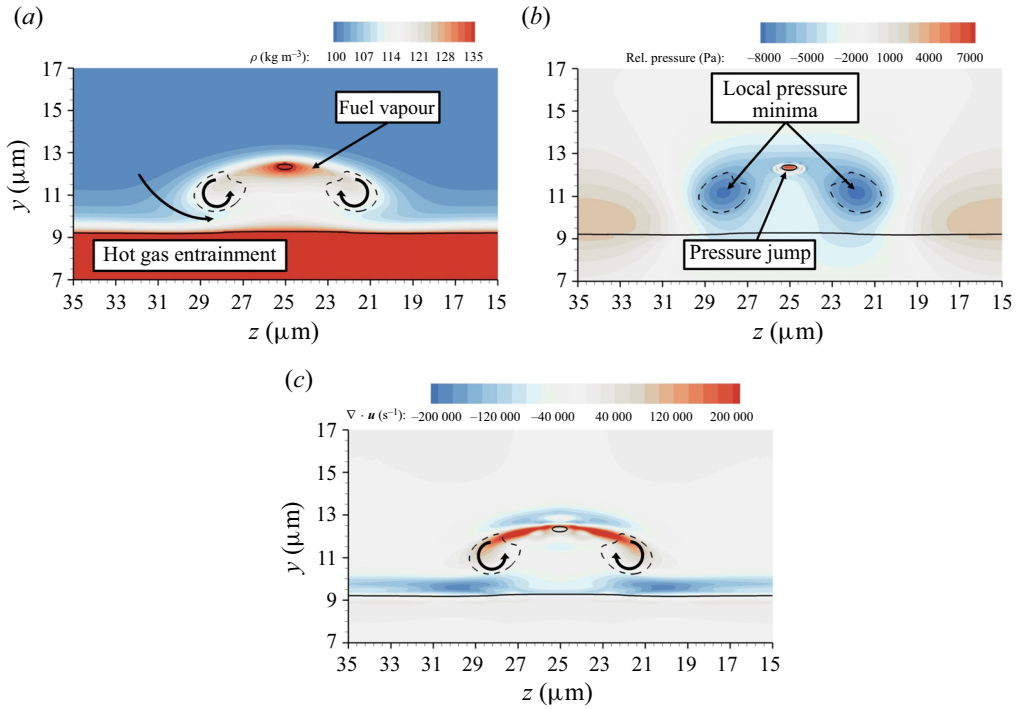 (a)
ρ (kg m⁻³): 100 107 114 121 128 135
17
15
13
11
9
7
y (μm)
Fuel vapour
Hot gas entrainment
35 33 31 29 27 25 23 21 19 17 15
z (μm)
(b)
Rel. pressure (Pa): –8000 –5000 –2000 1000 4000 7000
17
15
13
11
9
7
y (μm)
Local pressure
minima
Pressure jump
35 33 31 29 27 25 23 21 19 17 15
z (μm)
(c)
∇ · u (s⁻¹): –200 000 –120 000 –40 000 40 000 120 000 200 000
17
15
13
11
9
7
y (μm)
35 33 31 29 27 25 23 21 19 17 15
z (μm)